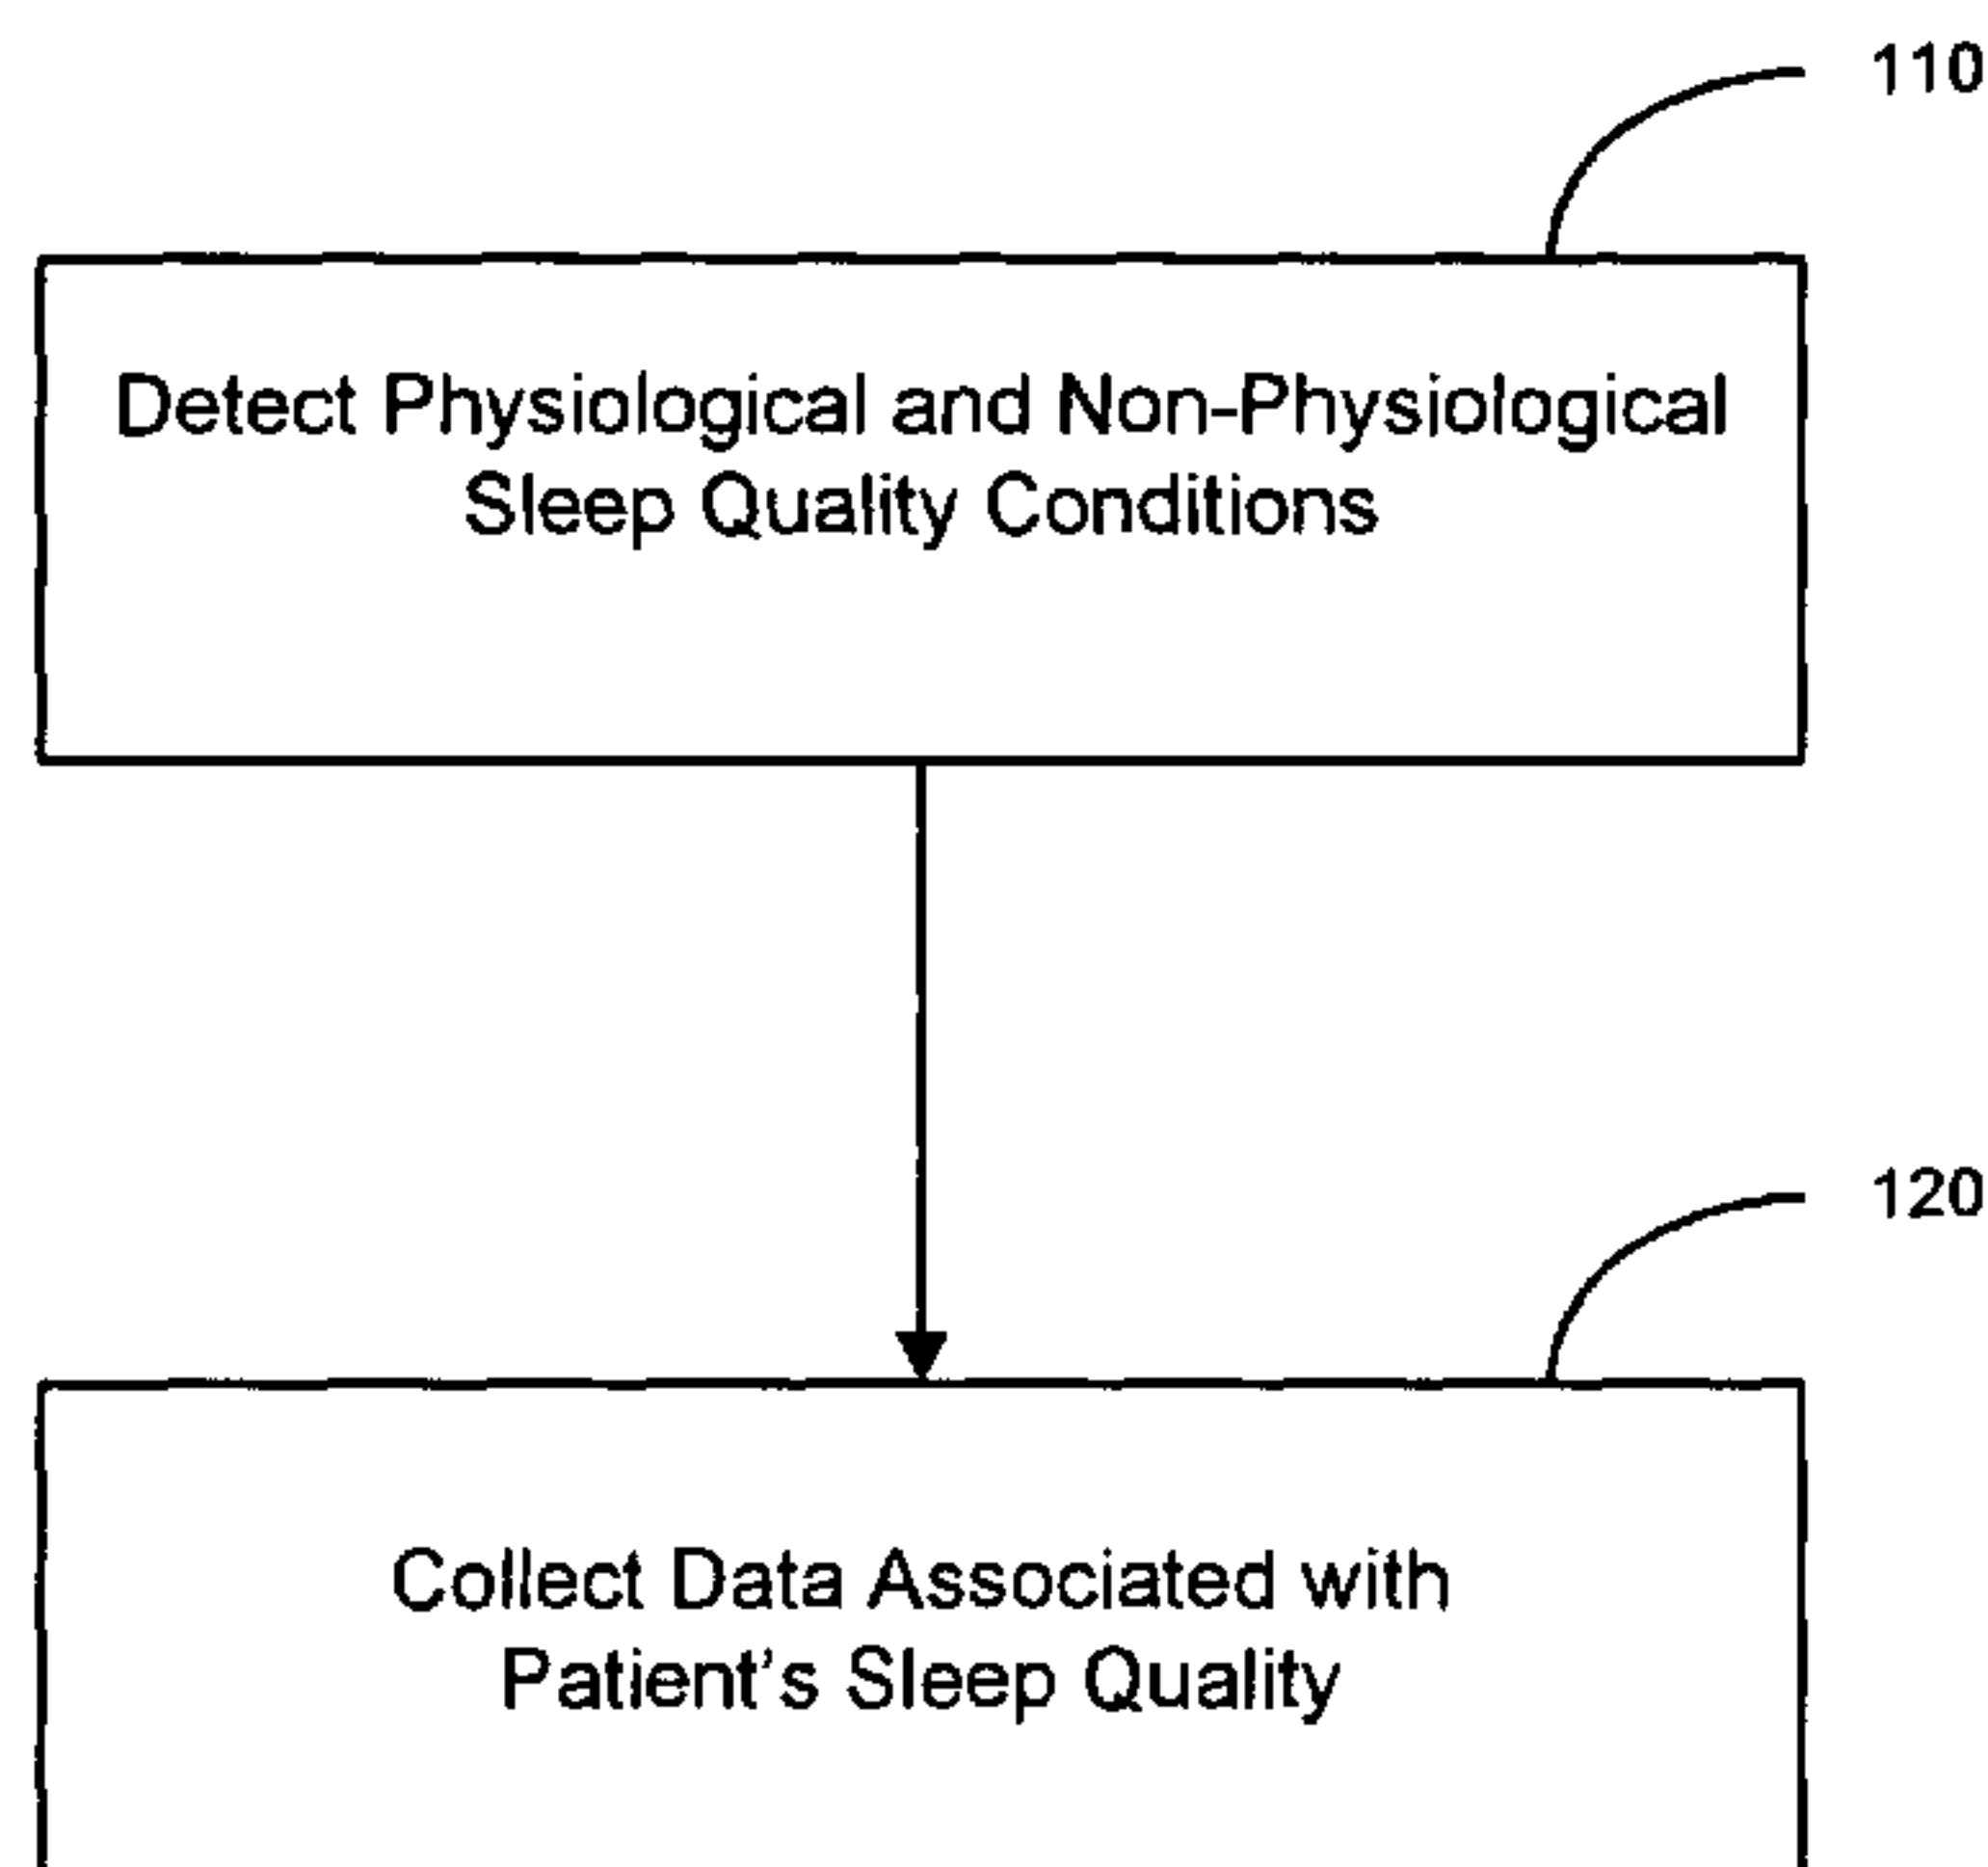 110
Detect Physiological and Non-Physiological
Sleep Quality Conditions
120
Collect Data Associated with
Patient's Sleep Quality